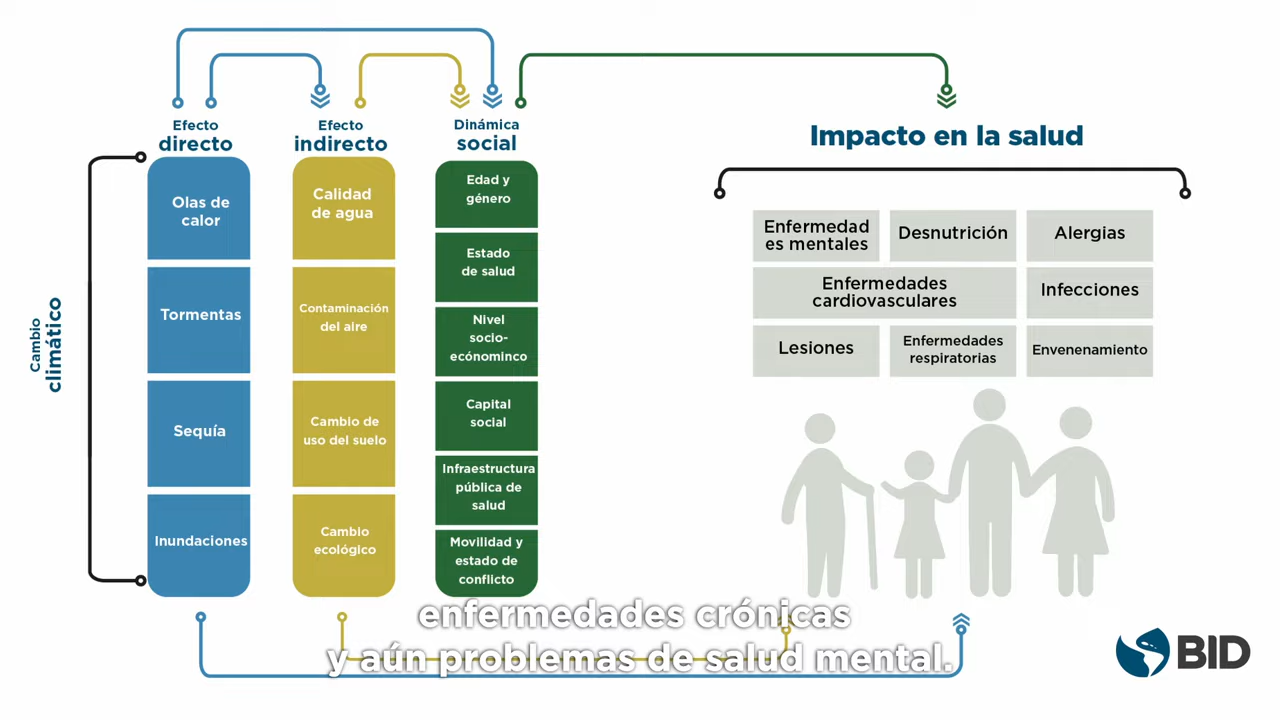 Efecto
directo
Efecto
indirecto
Dinámica
social
Impacto en la salud
Cambio
climático
Olas de
calor
Tormentas
Sequía
Inundaciones
Calidad
de agua
Contaminación
del aire
Cambio de
uso del suelo
Cambio
ecológico
Edad y
género
Estado
de salud
Nivel
socio-
ecónominco
Capital
social
Infraestructura
pública de
salud
Movilidad y
estado de
conflicto
Enfermedad
es mentales
Desnutrición
Alergias
Enfermedades
cardiovasculares
Infecciones
Lesiones
Enfermedades
respiratorias
Envenenamiento
enfermedades crónicas
y aún problemas de salud mental.
BID